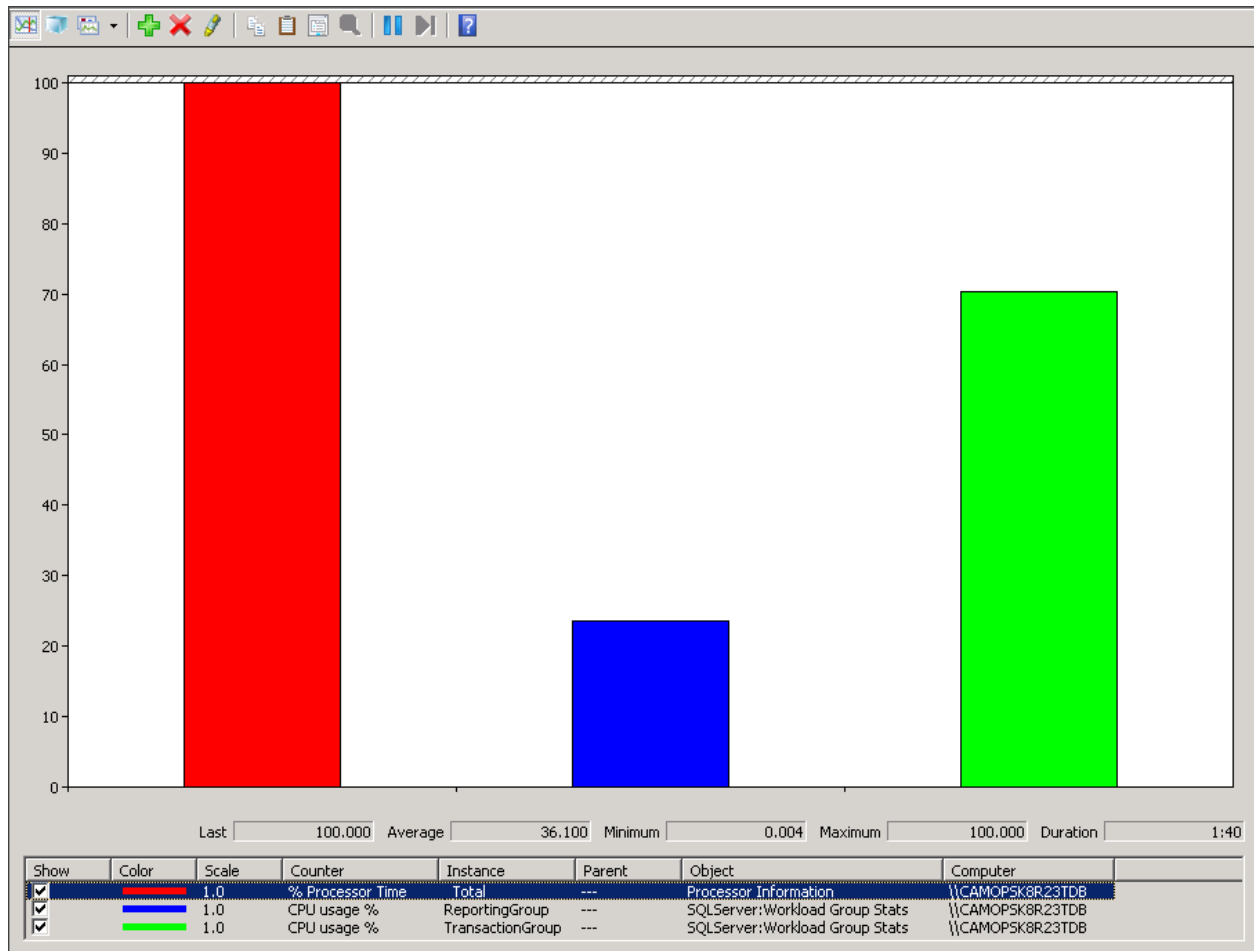 100
90
80
70
60
50
40
30
20
10
0
Last 100.000 Average 36.100 Minimum 0.004 Maximum 100.000 Duration 1:40
Show Color Scale Counter Instance Parent Object Computer
1.0 % Processor Time _Total --- Processor Information \\CAMOPSK8R23TDB
1.0 CPU usage % ReportingGroup --- SQLServer:Workload Group Stats \\CAMOPSK8R23TDB
1.0 CPU usage % TransactionGroup --- SQLServer:Workload Group Stats \\CAMOPSK8R23TDB